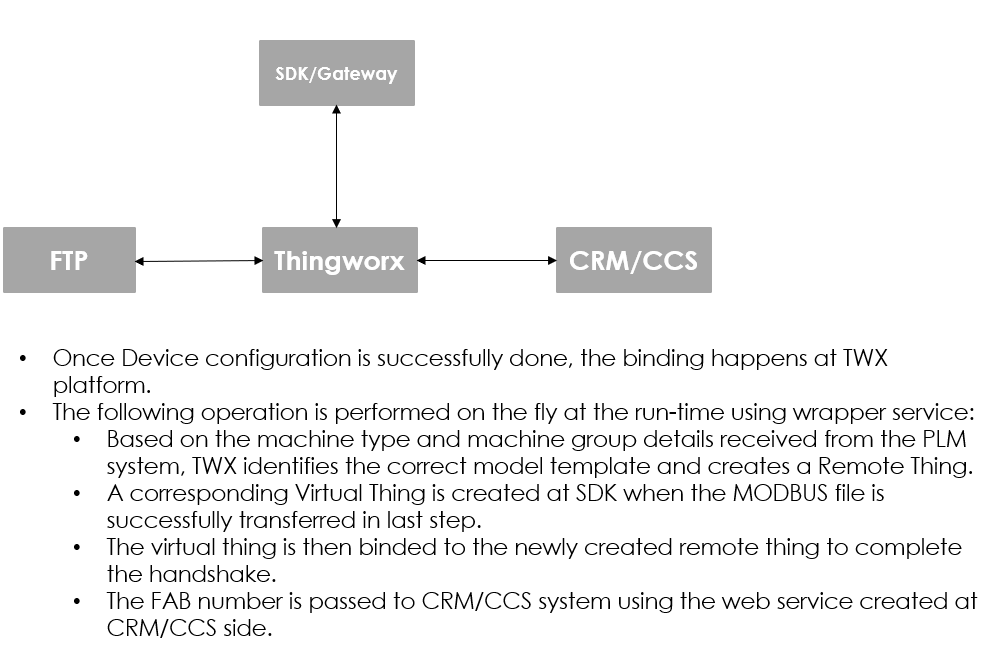 SDK/Gateway
FTP
Thingworx
CRM/CCS
• Once Device configuration is successfully done, the binding happens at TWX
platform.
• The following operation is performed on the fly at the run-time using wrapper service:
• Based on the machine type and machine group details received from the PLM
system, TWX identifies the correct model template and creates a Remote Thing.
• A corresponding Virtual Thing is created at SDK when the MODBUS file is
successfully transferred in last step.
• The virtual thing is then binded to the newly created remote thing to complete
the handshake.
• The FAB number is passed to CRM/CCS system using the web service created at
CRM/CCS side.